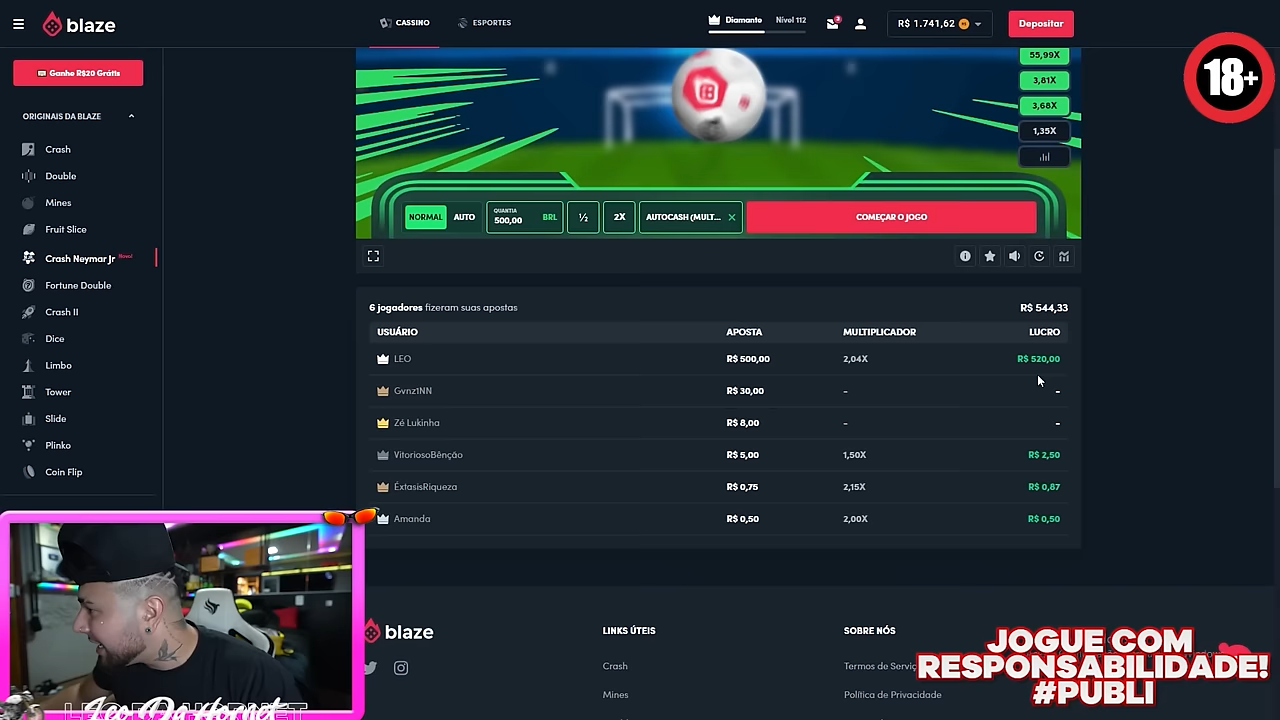 blaze
CASSINO
ESPORTES
Diamante
Nível 112
3
R$ 1.741,62
Depositar
Ganhe R$20 Grátis
18+
ORIGINAIS DA BLAZE
Crash
Double
Mines
Fruit Slice
Crash Neymar Jr
Fortune Double
Crash II
Dice
Limbo
Tower
Slide
Plinko
Coin Flip
55,99X
3,81X
3,68X
1,35X
NORMAL
AUTO
QUANTIA
500,00
BRL
½
2X
AUTOCASH (MULT...
COMEÇAR O JOGO
6 jogadores fizeram suas apostas
R$ 544,33
USUÁRIO APOSTA MULTIPLICADOR LUCRO
LEO R$ 500,00 2,04X R$ 520,00
Gvnz1NN R$ 30,00 - -
Zé Lukinha R$ 8,00 - -
VitoriosoBênção R$ 5,00 1,50X R$ 2,50
ÊxtasisRiqueza R$ 0,75 2,15X R$ 0,87
Amanda R$ 0,50 2,00X R$ 0,50
blaze
LINKS ÚTEIS
SOBRE NÓS
Crash
Termos de Serviç
Mines
Política de Privacidade
JOGUE COM
RESPONSABILIDADE!
#PUBLI